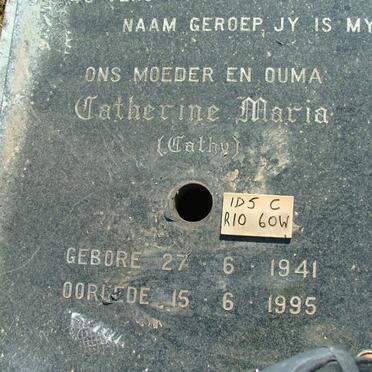 NAAM GEROEP, JY IS MY
ONS MOEDER EN OUMA
Catherine Maria
(Cathy)
1D5 C
R10 60W
GEBORE 27 6 1941
OORLEDE 15 6 1995